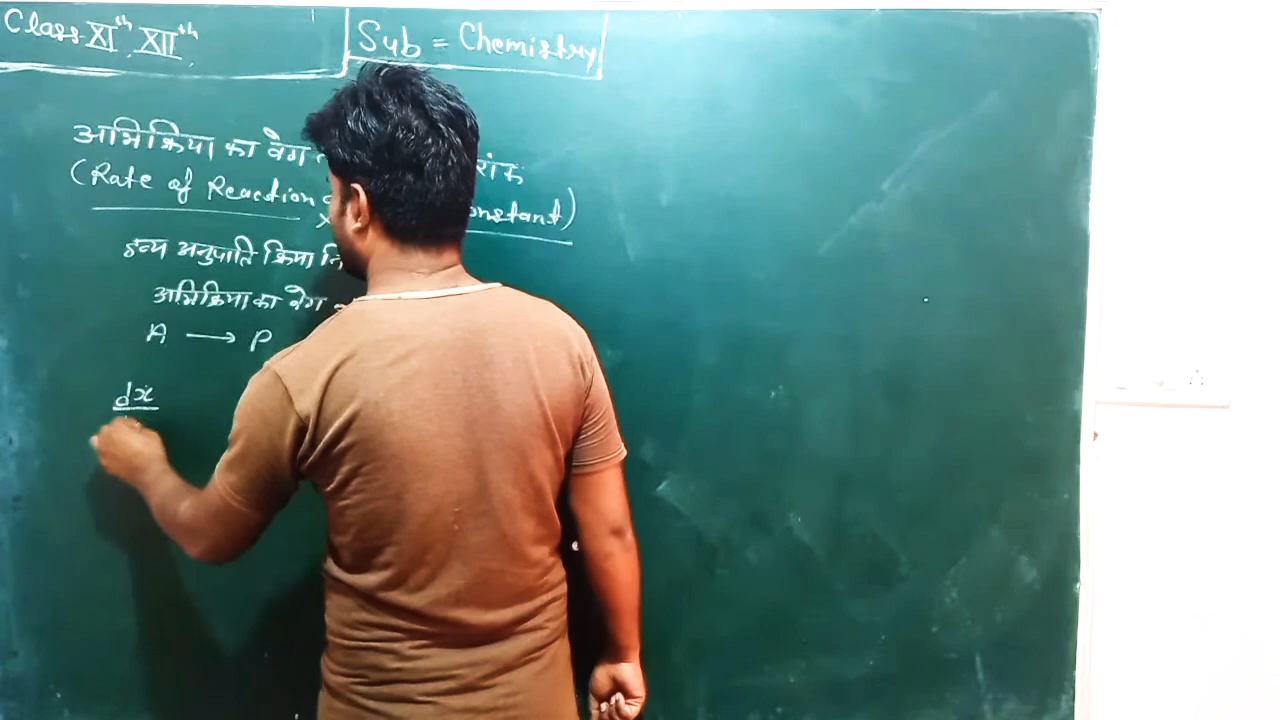 Class-XIth, XIIth
Sub = Chemistry
अभिक्रिया का वेग
(Rate of Reaction onstant)
द्रव्य अनुपाति क्रिया नि
अभिक्रिया का वेग
A → P
dx